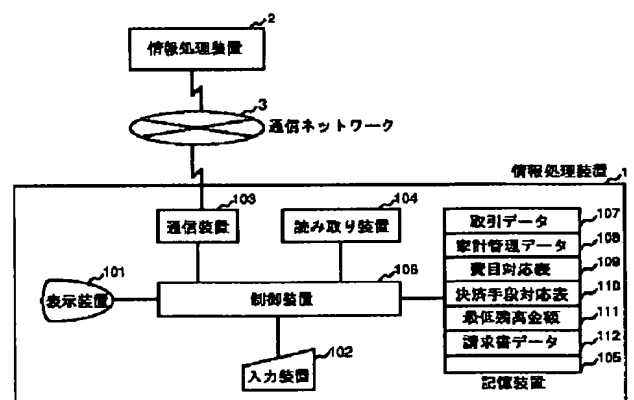 2
情報処理装置
3
通信ネットワーク
情報処理装置 1
103
通信装置
104
読み取り装置
101
表示装置
106
制御装置
102
入力装置
取引データ 107
家計管理データ 108
費目対応表 109
決済手段対応表 110
最低残高金額 111
請求書データ 112
105
記憶装置